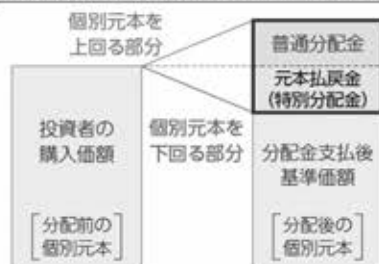 個別元本を
上回る部分
普通分配金
元本払戻金
(特別分配金)
投資者の
購入価額
個別元本を
下回る部分
分配金支払後
基準価額
分配前の
個別元本
分配後の
個別元本